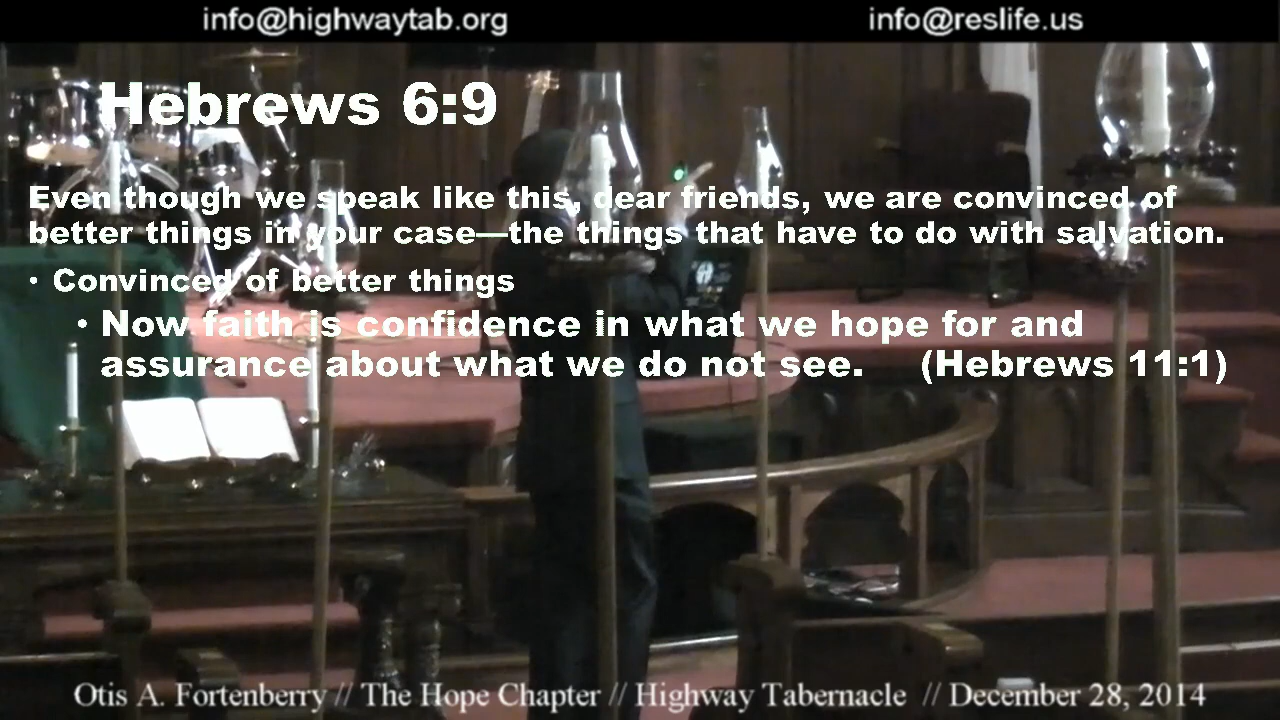 info@highwaytab.org
info@reslife.us
Hebrews 6:9
Even though we speak like this, dear friends, we are convinced of
better things in your case—the things that have to do with salvation.
• Convinced of better things
• Now faith is confidence in what we hope for and
assurance about what we do not see. (Hebrews 11:1)
Otis A. Fortenberry // The Hope Chapter // Highway Tabernacle // December 28, 2014